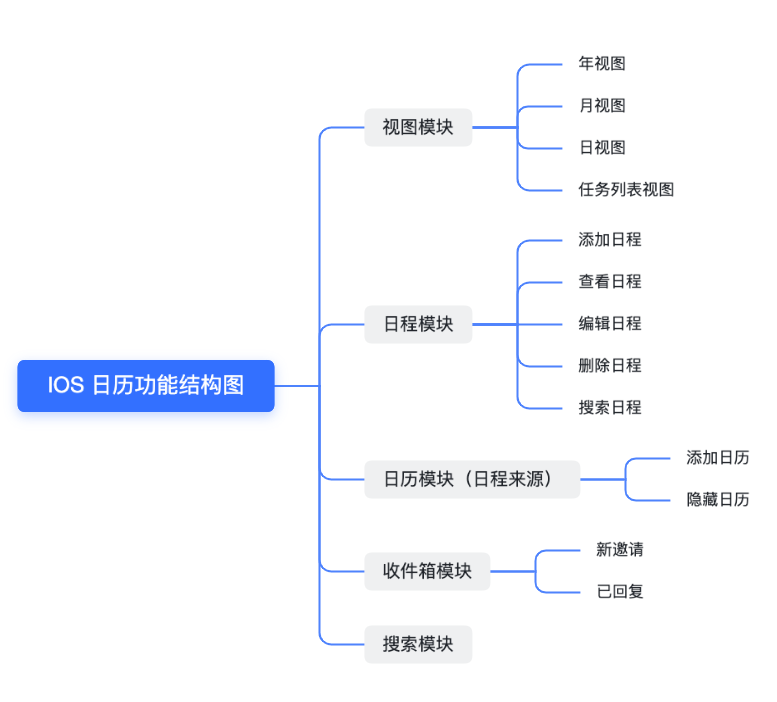 IOS 日历功能结构图
视图模块
年视图
月视图
日视图
任务列表视图
日程模块
添加日程
查看日程
编辑日程
删除日程
搜索日程
日历模块（日程来源）
添加日历
隐藏日历
收件箱模块
新邀请
已回复
搜索模块